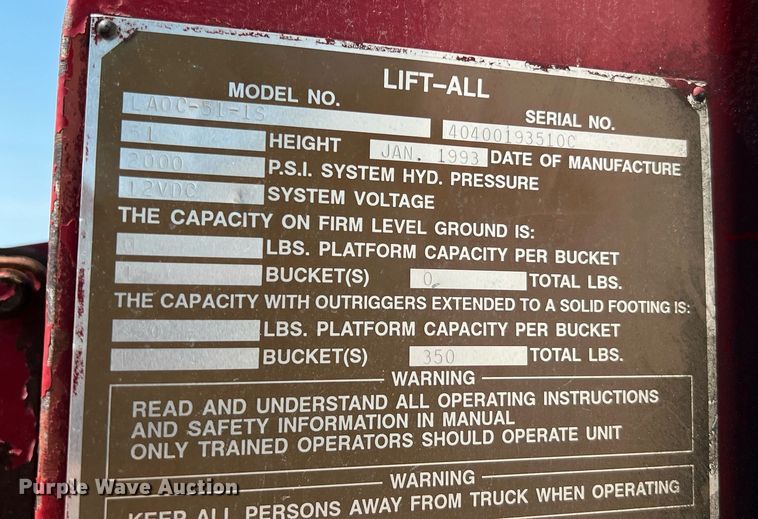 LIFT-ALL
MODEL NO. SERIAL NO.
LAOC-51-1S 40400193510C
51 HEIGHT JAN. 1993 DATE OF MANUFACTURE
2000 P.S.I. SYSTEM HYD. PRESSURE
12VDC SYSTEM VOLTAGE
THE CAPACITY ON FIRM LEVEL GROUND IS:
LBS. PLATFORM CAPACITY PER BUCKET
BUCKET(S) 0 TOTAL LBS.
THE CAPACITY WITH OUTRIGGERS EXTENDED TO A SOLID FOOTING IS:
LBS. PLATFORM CAPACITY PER BUCKET
BUCKET(S) 350 TOTAL LBS.
WARNING
READ AND UNDERSTAND ALL OPERATING INSTRUCTIONS
AND SAFETY INFORMATION IN MANUAL
ONLY TRAINED OPERATORS SHOULD OPERATE UNIT
WARNING
KEEP ALL PERSONS AWAY FROM TRUCK WHEN OPERATING
Purple Wave Auction